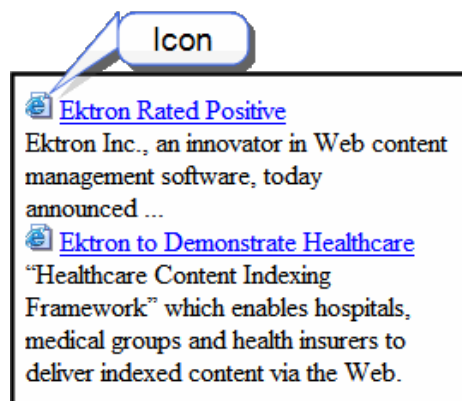 Icon
Ektron Rated Positive
Ektron Inc., an innovator in Web content
management software, today
announced ...
Ektron to Demonstrate Healthcare
“Healthcare Content Indexing
Framework” which enables hospitals,
medical groups and health insurers to
deliver indexed content via the Web.